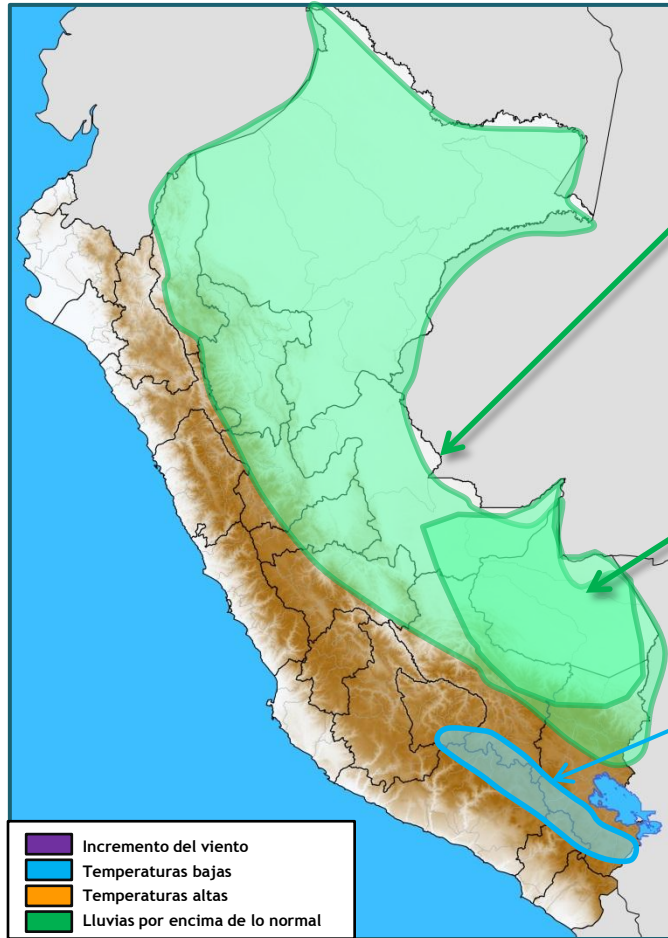 Incremento del viento
Temperaturas bajas
Temperaturas altas
Lluvias por encima de lo normal